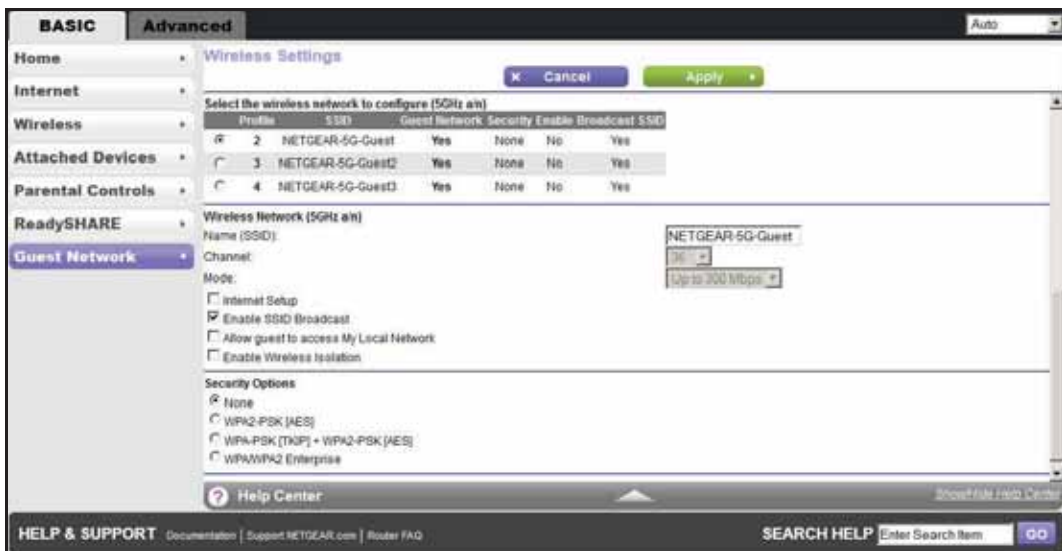 BASIC Advanced Auto
Home
Internet
Wireless
Attached Devices
Parental Controls
ReadySHARE
Guest Network
Wireless Settings
Cancel Apply
Select the wireless network to configure (5GHz a/n)
Profile SSID Guest Network Security Enable Broadcast SSID
2 NETGEAR-5G-Guest Yes None No Yes
3 NETGEAR-5G-Guest2 Yes None No Yes
4 NETGEAR-5G-Guest3 Yes None No Yes
Wireless Network (5GHz a/n)
Name (SSID): NETGEAR-5G-Guest
Channel: 36
Mode: Up to 300 Mbps
Internet Setup
Enable SSID Broadcast
Allow guest to access My Local Network
Enable Wireless Isolation
Security Options
None
WPA2-PSK [AES]
WPA-PSK [TKIP] + WPA2-PSK [AES]
WPA/WPA2 Enterprise
Help Center Show/Hide Help Center
HELP & SUPPORT Documentation | Support NETGEAR.com | Router FAQ SEARCH HELP Enter Search Item GO